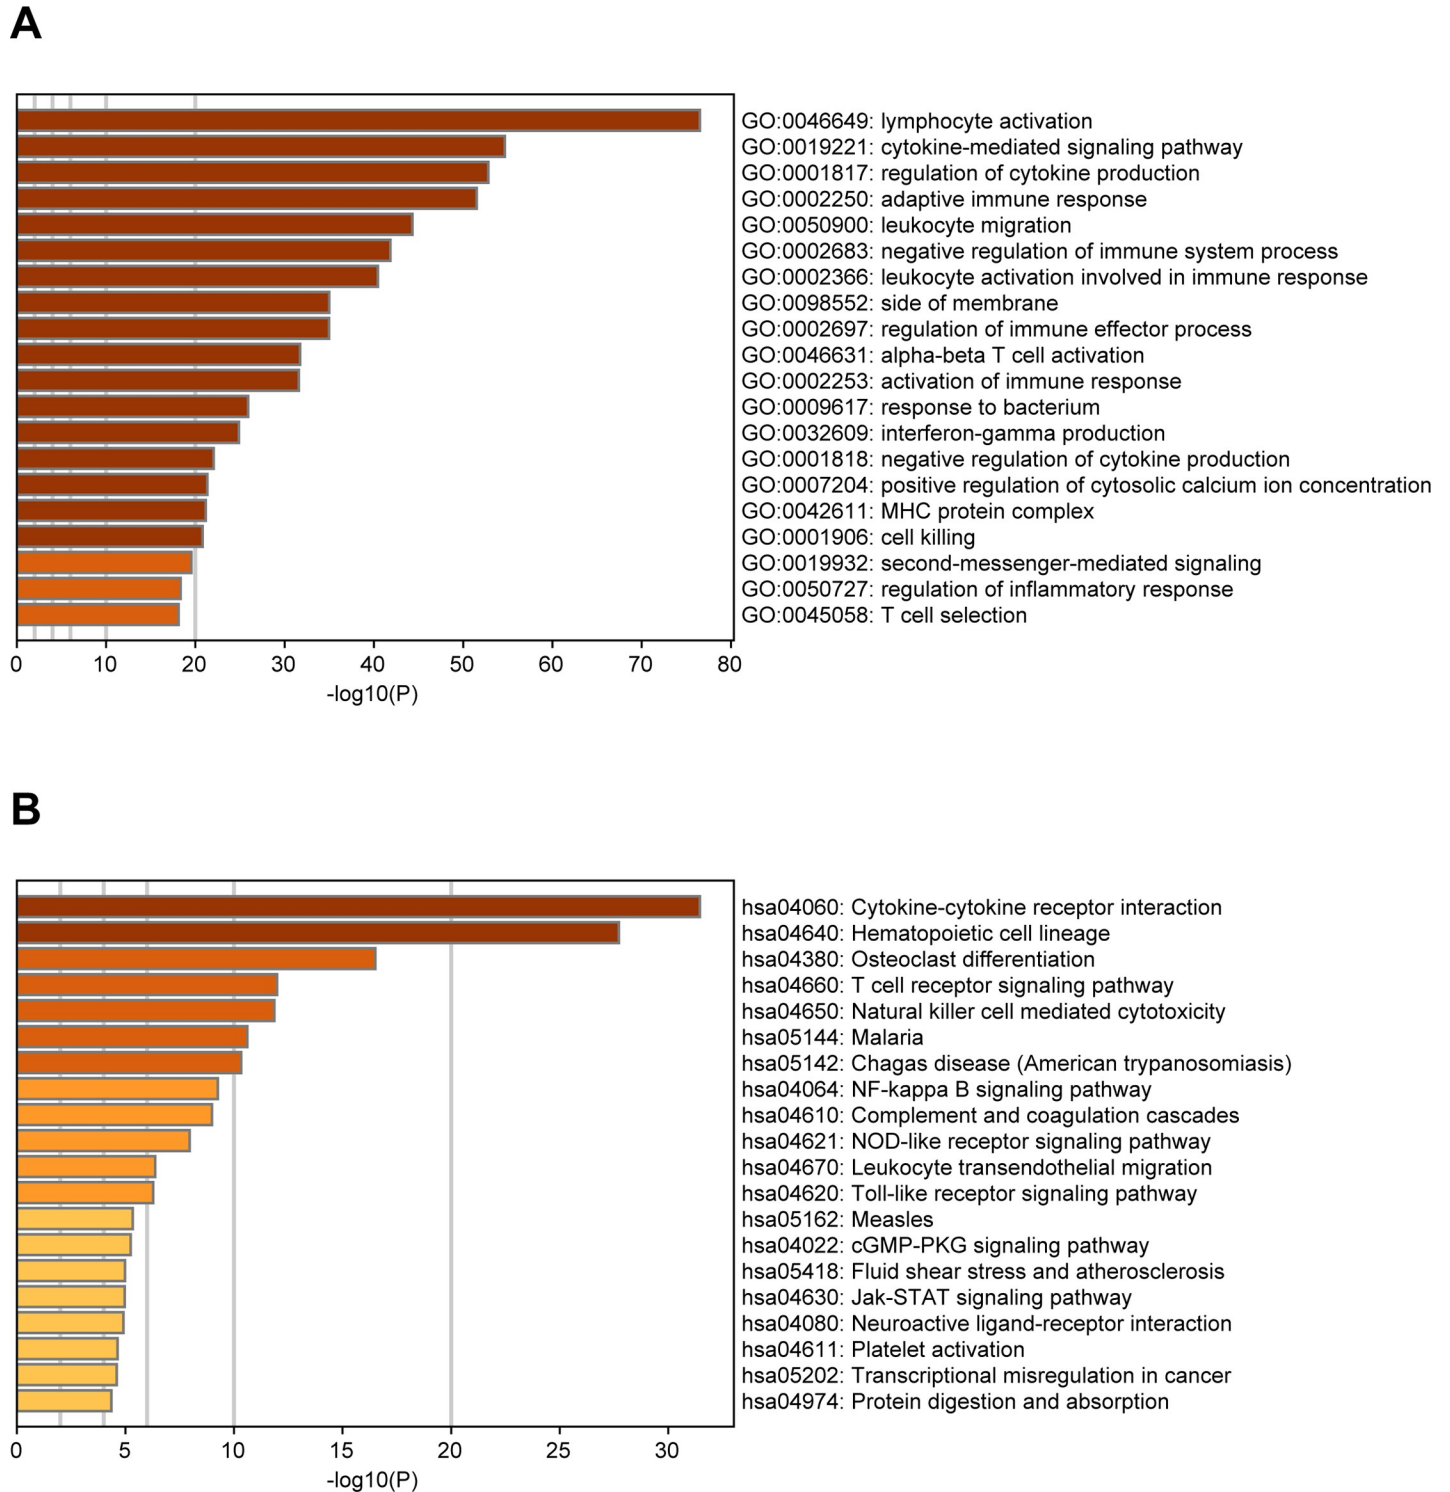 A
GO:0046649: lymphocyte activation
GO:0019221: cytokine-mediated signaling pathway
GO:0001817: regulation of cytokine production
GO:0002250: adaptive immune response
GO:0050900: leukocyte migration
GO:0002683: negative regulation of immune system process
GO:0002366: leukocyte activation involved in immune response
GO:0098552: side of membrane
GO:0002697: regulation of immune effector process
GO:0046631: alpha-beta T cell activation
GO:0002253: activation of immune response
GO:0009617: response to bacterium
GO:0032609: interferon-gamma production
GO:0001818: negative regulation of cytokine production
GO:0007204: positive regulation of cytosolic calcium ion concentration
GO:0042611: MHC protein complex
GO:0001906: cell killing
GO:0019932: second-messenger-mediated signaling
GO:0050727: regulation of inflammatory response
GO:0045058: T cell selection
0 10 20 30 40 50 60 70 80
-log10(P)
B
hsa04060: Cytokine-cytokine receptor interaction
hsa04640: Hematopoietic cell lineage
hsa04380: Osteoclast differentiation
hsa04660: T cell receptor signaling pathway
hsa04650: Natural killer cell mediated cytotoxicity
hsa05144: Malaria
hsa05142: Chagas disease (American trypanosomiasis)
hsa04064: NF-kappa B signaling pathway
hsa04610: Complement and coagulation cascades
hsa04621: NOD-like receptor signaling pathway
hsa04670: Leukocyte transendothelial migration
hsa04620: Toll-like receptor signaling pathway
hsa05162: Measles
hsa04022: cGMP-PKG signaling pathway
hsa05418: Fluid shear stress and atherosclerosis
hsa04630: Jak-STAT signaling pathway
hsa04080: Neuroactive ligand-receptor interaction
hsa04611: Platelet activation
hsa05202: Transcriptional misregulation in cancer
hsa04974: Protein digestion and absorption
0 5 10 15 20 25 30
-log10(P)